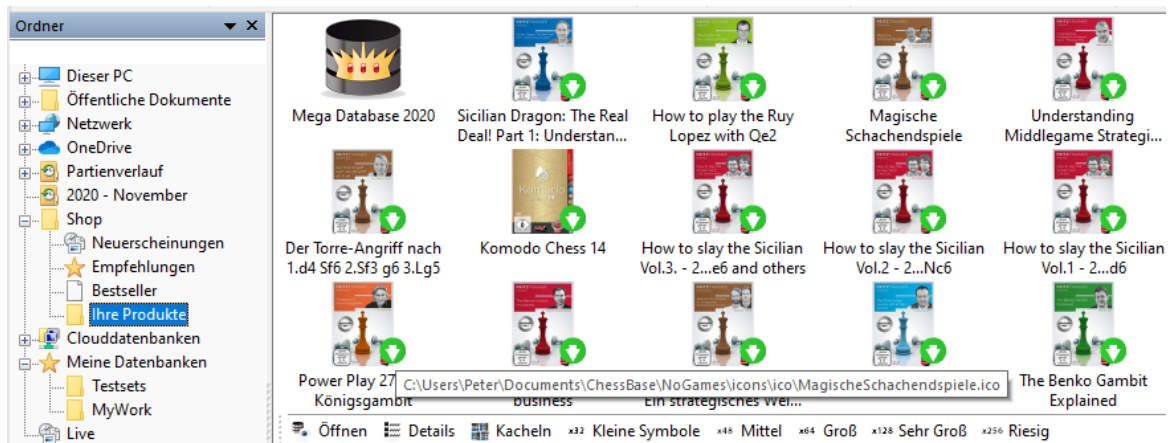 Ordner
Dieser PC
Öffentliche Dokumente
Netzwerk
OneDrive
Partienverlauf
2020 - November
Shop
Neuerscheinungen
Empfehlungen
Bestseller
Ihre Produkte
Clouddatenbanken
Meine Datenbanken
Testsets
MyWork
Live
Mega Database 2020
Sicilian Dragon: The Real
Deal! Part 1: Understan...
How to play the Ruy
Lopez with Qe2
Magische
Schachendspiele
Understanding
Middlegame Strategi...
Der Torre-Angriff nach
1.d4 Sf6 2.Sf3 g6 3.Lg5
Komodo
Komodo Chess 14
How to slay the Sicilian
Vol.3. - 2...e6 and others
How to slay the Sicilian
Vol.2 - 2...Nc6
How to slay the Sicilian
Vol.1 - 2...d6
Power Play 27
Königsgambit
business
Ein strategisches Wei...
The Benko Gambit
Explained
C:\Users\Peter\Documents\ChessBase\NoGames\icons\ico\MagischeSchachendspiele.ico
Öffnen Details Kacheln x32 Kleine Symbole x48 Mittel x64 Groß x128 Sehr Groß x256 Riesig